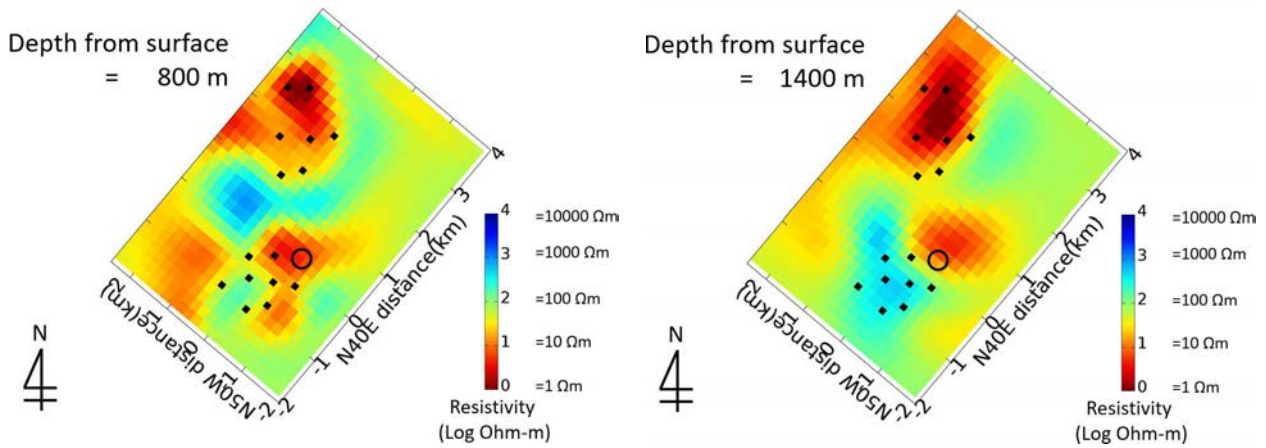 Depth from surface
= 800 m
4
3
2
1
0
-1
-2
N40E distance(km)
2
1
0
-1
-2
N50W distance(km)
4 =10000 Ωm
3 =1000 Ωm
2 =100 Ωm
1 =10 Ωm
0 =1 Ωm
Resistivity
(Log Ohm-m)
N
Depth from surface
= 1400 m
4
3
2
1
0
-1
-2
N40E distance(km)
2
1
0
-1
-2
N50W distance(km)
4 =10000 Ωm
3 =1000 Ωm
2 =100 Ωm
1 =10 Ωm
0 =1 Ωm
Resistivity
(Log Ohm-m)
N